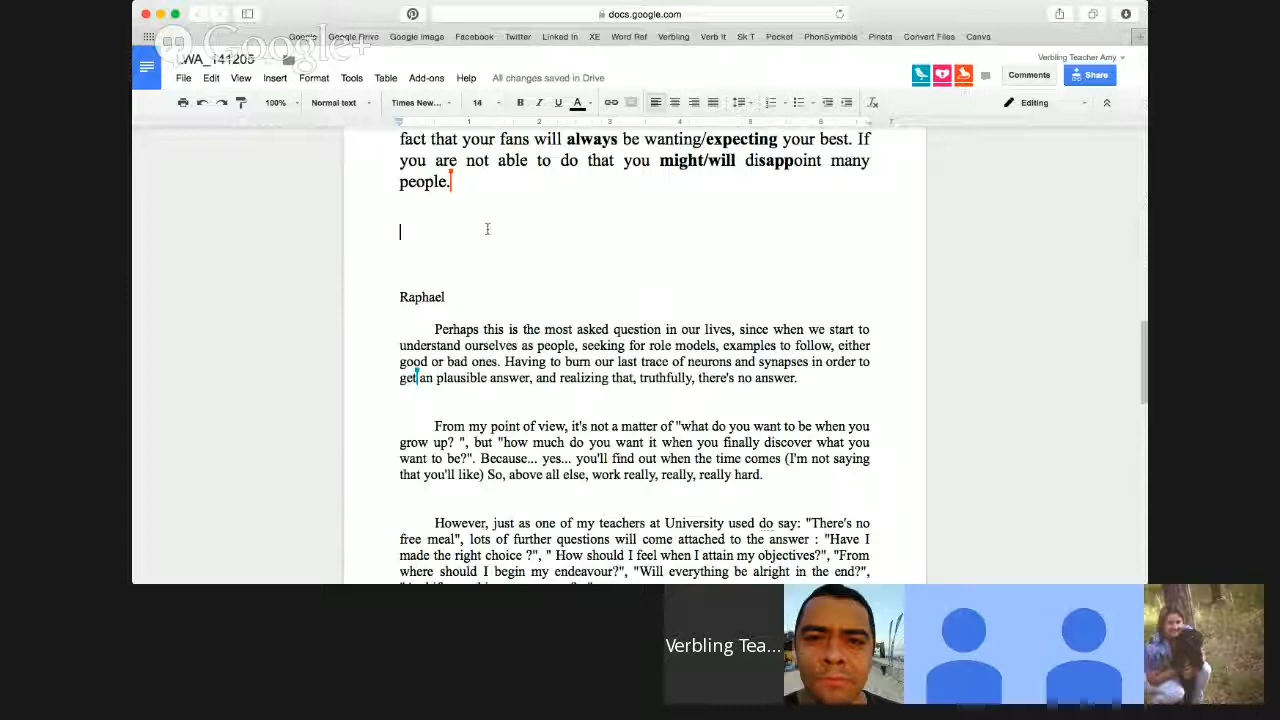 docs.google.com
Google+
Google Google Drive Google Image Facebook Twitter Linked In XE Word Ref Verbling Verb It Sk T Pocket PhonSymbols Pinsta Convert Files Canva
LWA_141205
Verbling Teacher Amy
File Edit View Insert Format Tools Table Add-ons Help All changes saved in Drive
Comments Share
100% Normal text Times New... 14 B I U A Editing
1 2 3 4 5 6 7
fact that your fans will always be wanting/expecting your best. If
you are not able to do that you might/will disappoint many
people.
Raphael
Perhaps this is the most asked question in our lives, since when we start to
understand ourselves as people, seeking for role models, examples to follow, either
good or bad ones. Having to burn our last trace of neurons and synapses in order to
get an plausible answer, and realizing that, truthfully, there's no answer.
From my point of view, it's not a matter of "what do you want to be when you
grow up? ", but "how much do you want it when you finally discover what you
want to be?". Because... yes... you'll find out when the time comes (I'm not saying
that you'll like) So, above all else, work really, really, really hard.
However, just as one of my teachers at University used do say: "There's no
free meal", lots of further questions will come attached to the answer : "Have I
made the right choice ?", " How should I feel when I attain my objectives?", "From
where should I begin my endeavour?", "Will everything be alright in the end?",
Verbling Tea...